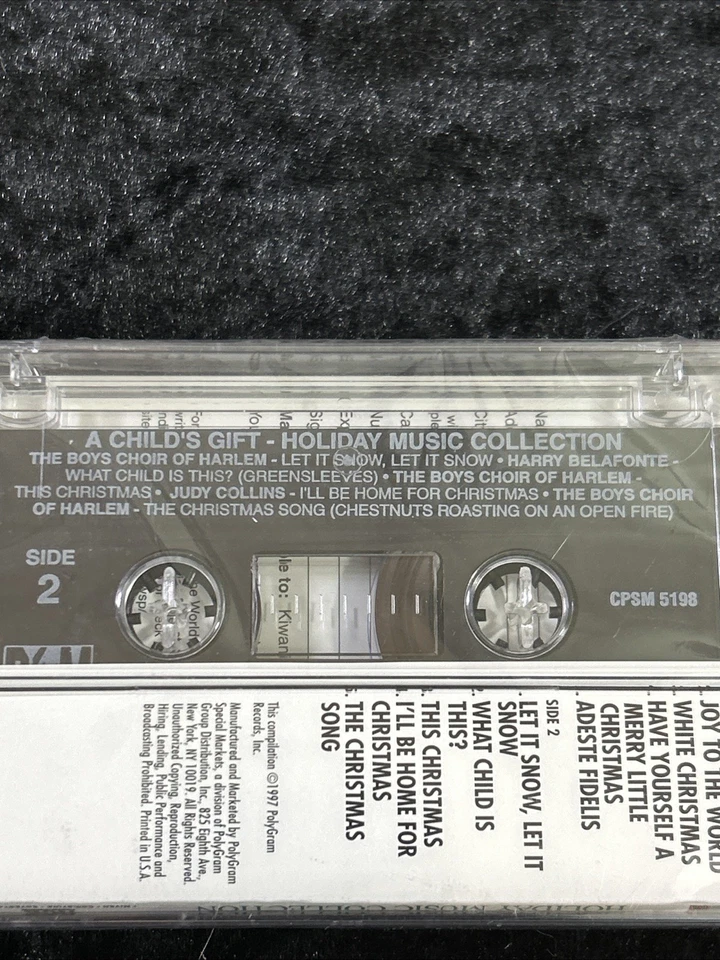 A CHILD'S GIFT - HOLIDAY MUSIC COLLECTION
THE BOYS CHOIR OF HARLEM - LET IT SNOW, LET IT SNOW • HARRY BELAFONTE -
WHAT CHILD IS THIS? (GREENSLEEVES) • THE BOYS CHOIR OF HARLEM -
THIS CHRISTMAS • JUDY COLLINS - I'LL BE HOME FOR CHRISTMAS • THE BOYS CHOIR
OF HARLEM - THE CHRISTMAS SONG (CHESTNUTS ROASTING ON AN OPEN FIRE)
SIDE
2
CPSM 5198
to: Kiwan
JOY TO THE WORLD
WHITE CHRISTMAS
HAVE YOURSELF A
MERRY LITTLE
CHRISTMAS
ADESTE FIDELIS
SIDE 2
LET IT SNOW, LET IT
SNOW
WHAT CHILD IS
THIS?
THIS CHRISTMAS
I'LL BE HOME FOR
CHRISTMAS
THE CHRISTMAS
SONG
This compilation ©1997 PolyGram
Records, Inc.
Manufactured and Marketed by PolyGram
Special Markets, a division of PolyGram
Group Distribution, Inc., 825 Eighth Ave.,
New York, NY 10019. All Rights Reserved.
Unauthorized Copying, Reproduction,
Hiring, Lending, Public Performance and
Broadcasting Prohibited. Printed in U.S.A.
HOLIDAY MUSIC COLLECTION